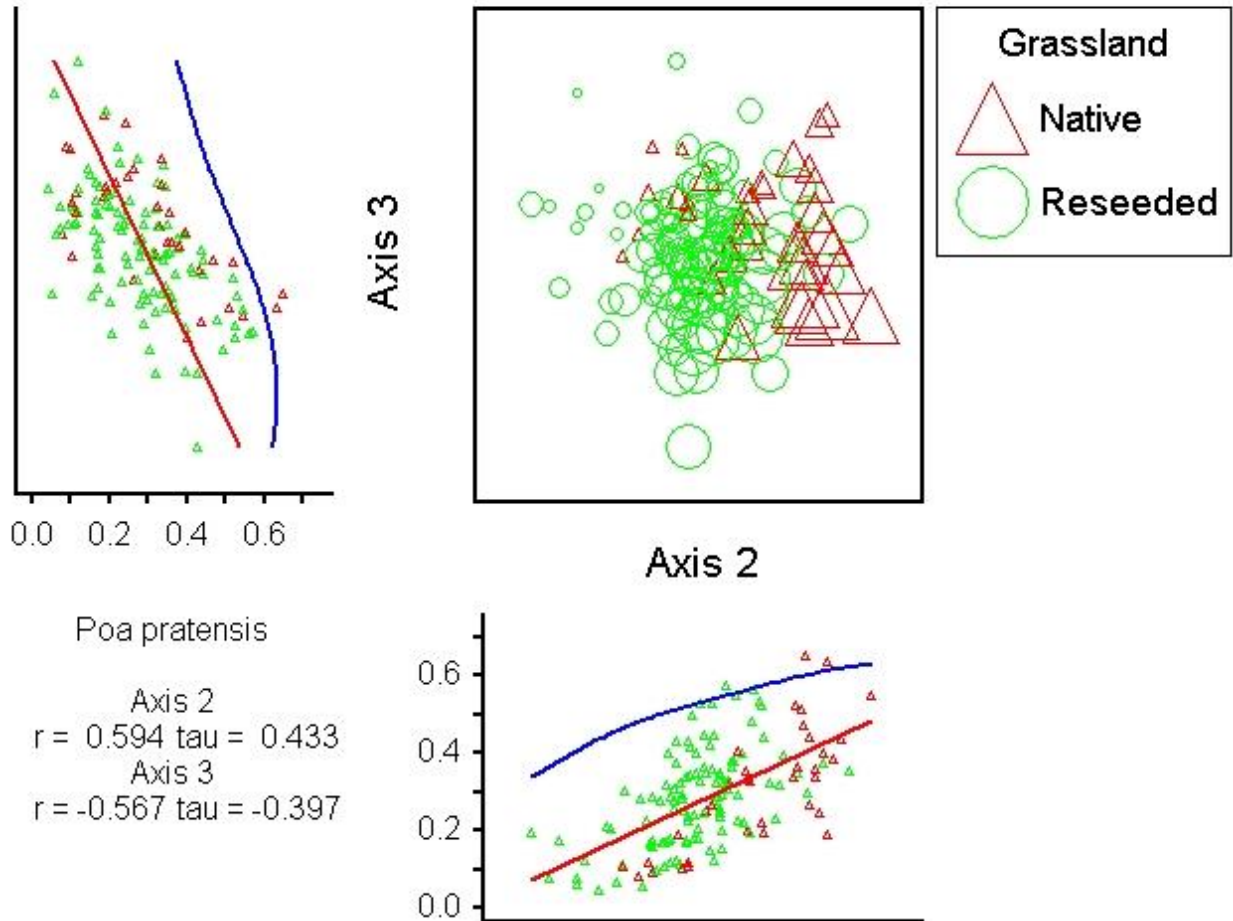 Grassland
Native
Reseeded
Axis 3
0.0 0.2 0.4 0.6
Axis 2
Poa pratensis
Axis 2
r = 0.594 tau = 0.433
Axis 3
r = -0.567 tau = -0.397
0.6
0.4
0.2
0.0